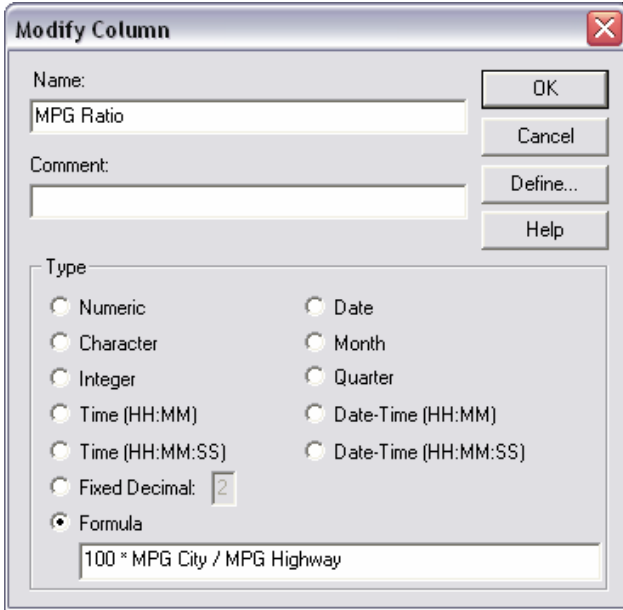 Modify Column
Name:
MPG Ratio
Comment:
OK
Cancel
Define...
Help
Type
Numeric
Character
Integer
Time (HH:MM)
Time (HH:MM:SS)
Fixed Decimal: 2
Formula
Date
Month
Quarter
Date-Time (HH:MM)
Date-Time (HH:MM:SS)
100 * MPG City / MPG Highway